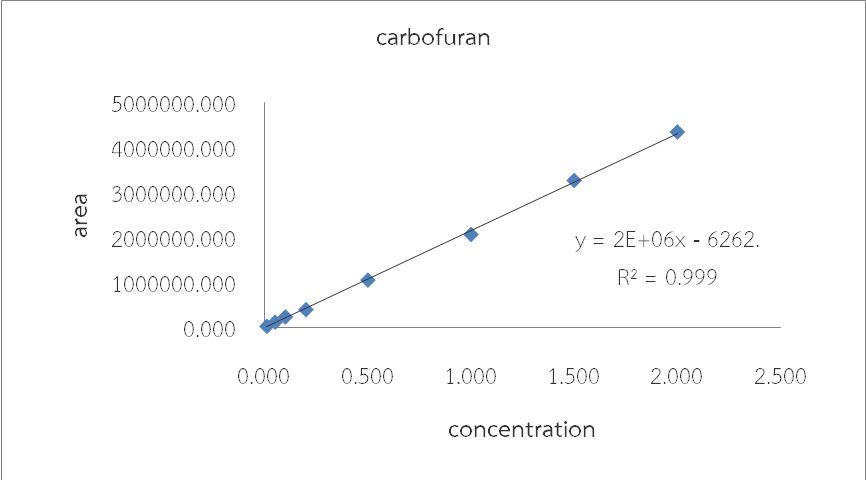 carbofuran
5000000.000
4000000.000
3000000.000
2000000.000
1000000.000
0.000
area
y = 2E+06x - 6262.
R² = 0.999
0.000 0.500 1.000 1.500 2.000 2.500
concentration